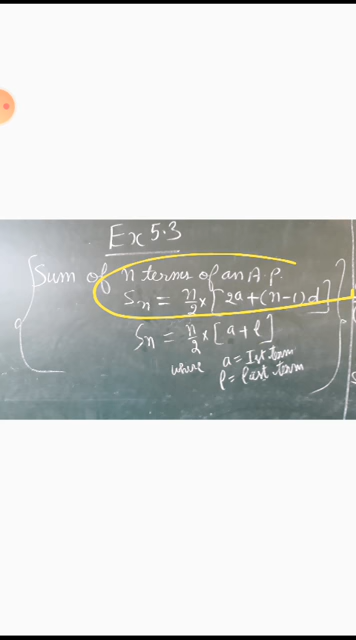 Ex 5.3
Sum of n terms of an A.P.
Sn = n/2 × [2a + (n-1)d]
Sn = n/2 × [a + l]
where a = Ist term
l = last term